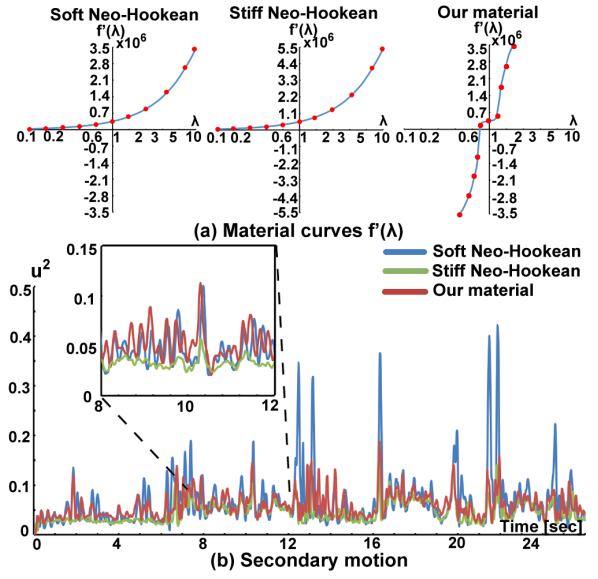 Soft Neo-Hookean
f'(λ)
x10⁶
3.5
2.8
2.1
1.4
0.7
λ
0.1 0.2 0.6 1 2 3 5 10
-0.7
-1.4
-2.1
-2.8
-3.5
Stiff Neo-Hookean
f'(λ)
x10⁶
5.5
4.4
3.3
2.2
1.1
λ
0.1 0.2 0.6 1 2 3 5 10
-1.1
-2.2
-3.3
-4.4
-5.5
Our material
f'(λ)
x10⁶
3.5
2.8
2.1
1.4
0.7
λ
0.1 0.2 0.6 1 2 3 5 10
-0.7
-1.4
-2.1
-2.8
-3.5
(a) Material curves f'(λ)
u²
0.5
0.4
0.3
0.2
0.1
0
0.15
0.1
0.05
0
8 10 12
Soft Neo-Hookean
Stiff Neo-Hookean
Our material
0 4 8 12 16 20 24
Time [sec]
(b) Secondary motion